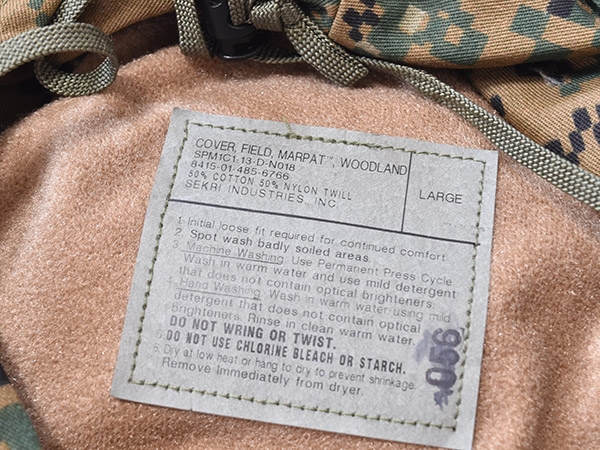 COVER, FIELD, MARPAT™, WOODLAND
SPM1C1-13-D-N018
8415-01-485-6766
50% COTTON 50% NYLON TWILL
SEKRI INDUSTRIES, INC.
LARGE
1. Initial loose fit required for continued comfort.
2. Spot wash badly soiled areas.
3. Machine Washing: Use Permanent Press Cycle
Wash in warm water and use mild detergent
that does not contain optical brighteners.
4. Hand Washing: Wash in warm water using mild
detergent that does not contain optical
brighteners. Rinse in clean warm water.
DO NOT WRING OR TWIST.
5. DO NOT USE CHLORINE BLEACH OR STARCH.
6. Dry at low heat or hang to dry to prevent shrinkage.
Remove Immediately from dryer.
056